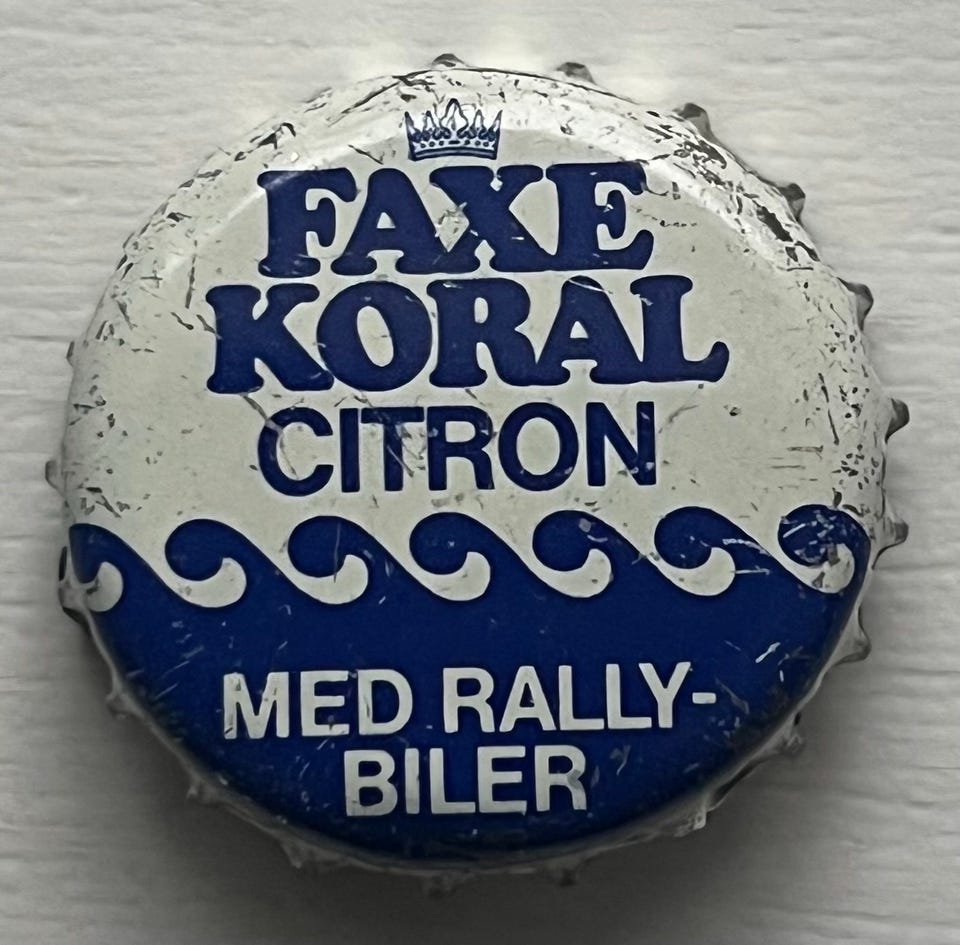 FAXE
KORAL
CITRON
MED RALLY-
BILER